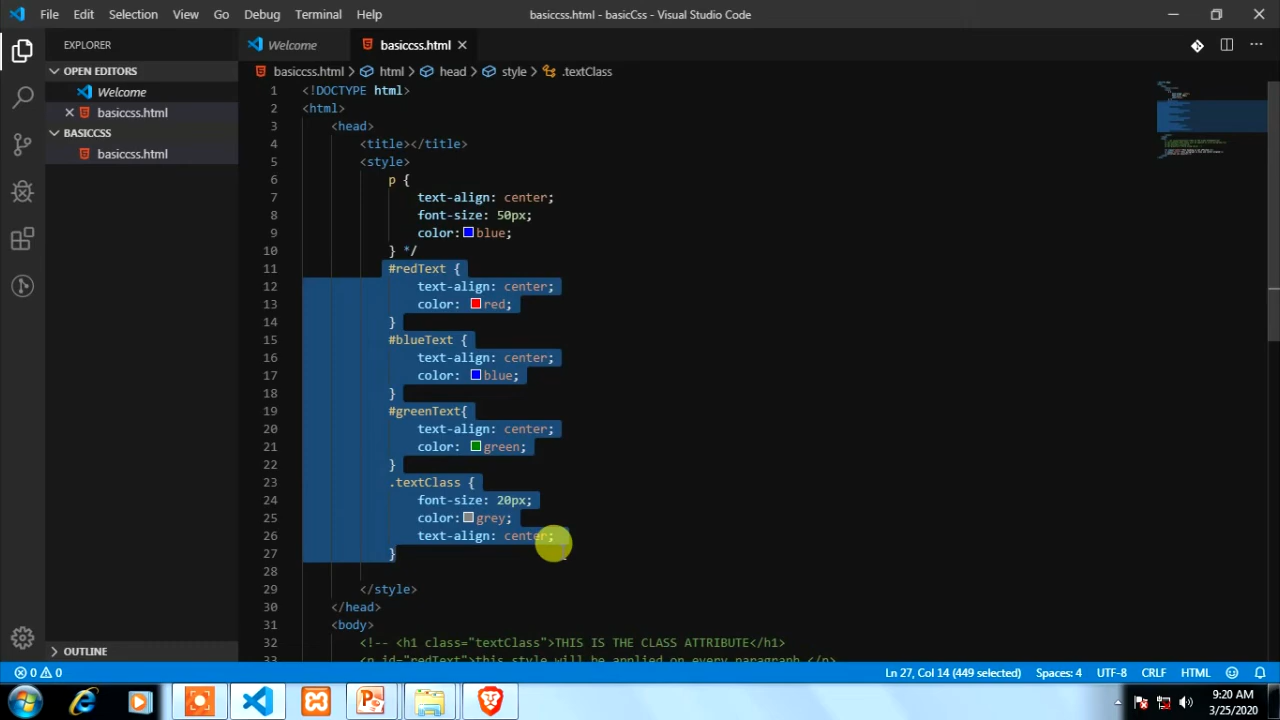 File Edit Selection View Go Debug Terminal Help basiccss.html - basicCss - Visual Studio Code
EXPLORER
OPEN EDITORS
Welcome
basiccss.html
BASICCSS
basiccss.html
OUTLINE
Welcome basiccss.html
basiccss.html > html > head > style > .textClass
1 <!DOCTYPE html>
2 <html>
3 <head>
4 <title></title>
5 <style>
6 p {
7 text-align: center;
8 font-size: 50px;
9 color: blue;
10 } */
11 #redText {
12 text-align: center;
13 color: red;
14 }
15 #blueText {
16 text-align: center;
17 color: blue;
18 }
19 #greenText{
20 text-align: center;
21 color: green;
22 }
23 .textClass {
24 font-size: 20px;
25 color: grey;
26 text-align: center;
27 }
28
29 </style>
30 </head>
31 <body>
32 <!-- <h1 class="textClass">THIS IS THE CLASS ATTRIBUTE</h1>
33 <p id="redText">this style will be applied on every paragraph </p>
0 0 Ln 27, Col 14 (449 selected) Spaces: 4 UTF-8 CRLF HTML
9:20 AM
3/25/2020